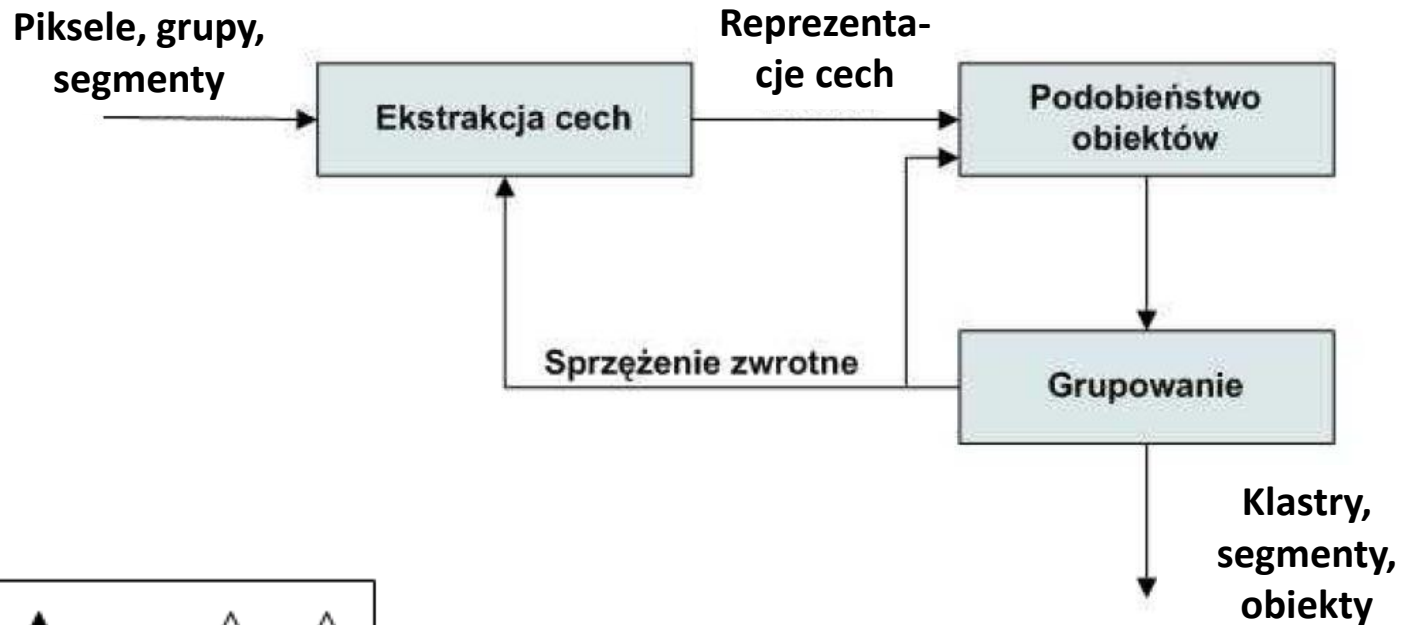 Piksele, grupy,
segmenty
Ekstrakcja cech
Reprezenta-
cje cech
Podobieństwo
obiektów
Sprzężenie zwrotne
Grupowanie
Klastry,
segmenty,
obiekty